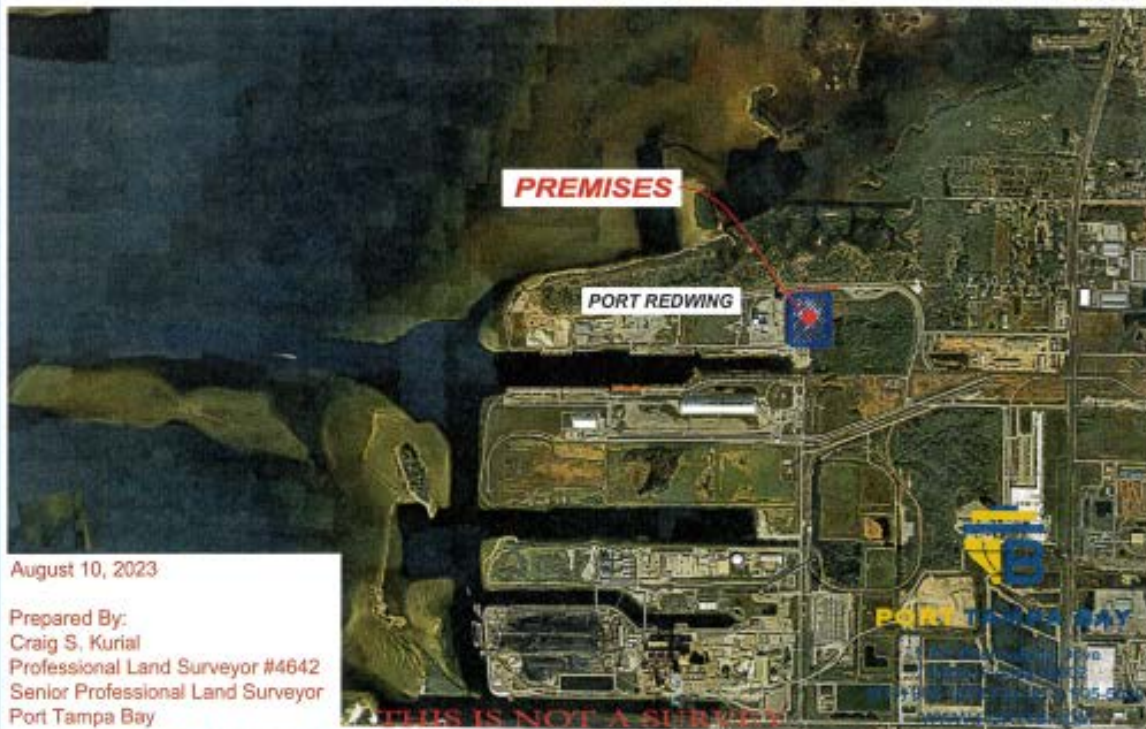 PREMISES
PORT REDWING
August 10, 2023
Prepared By:
Craig S. Kurial
Professional Land Surveyor #4642
Senior Professional Land Surveyor
Port Tampa Bay
PORT TAMPA BAY
THIS IS NOT A SURVEY